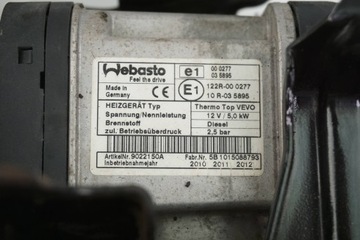 Webasto
Feel the drive
e1
00 0277
03 5895
Made in
Germany
CE
E1
122R-00 0277
10 R-03 5895
HEIZGERÄT Typ Thermo Top VEVO
Spannung/Nennleistung 12 V / 5,0 kW
Brennstoff Diesel
zul. Betriebsüberdruck 2,5 bar
ArtikelNr. 9022150A Fabr.Nr. 5B1015088793
Inbetriebnahmejahr 2010 2011 2012